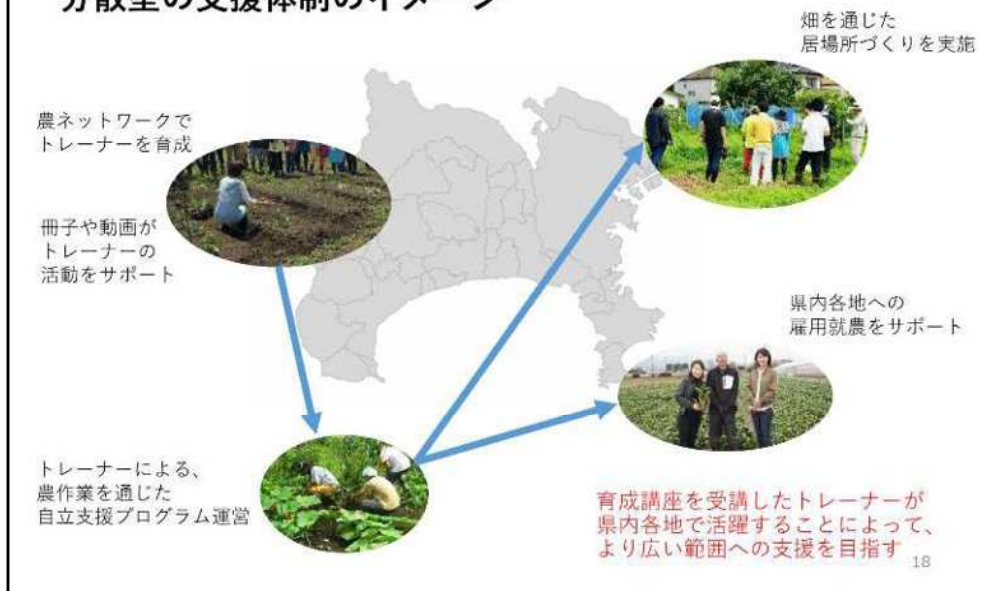 分散型の支援体制のイメージ
畑を通じた
居場所づくりを実施
農ネットワークで
トレーナーを育成
冊子や動画が
トレーナーの
活動をサポート
県内各地への
雇用就農をサポート
トレーナーによる、
農作業を通じた
自立支援プログラム運営
育成講座を受講したトレーナーが
県内各地で活躍することによって、
より広い範囲への支援を目指す
18